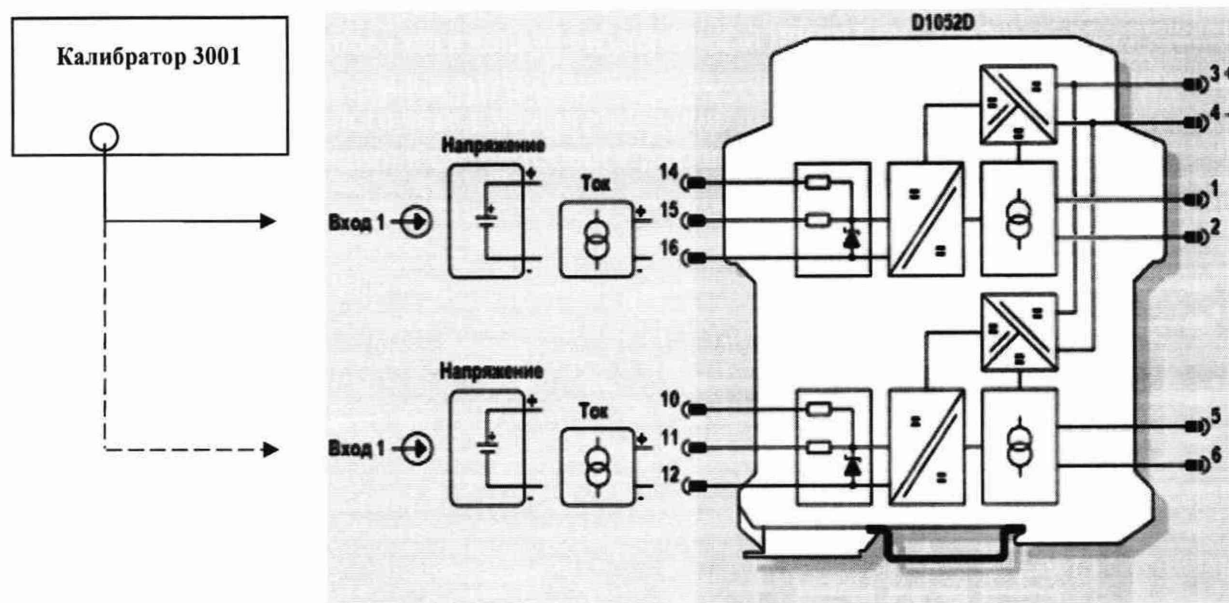 D1052D
Калибратор 3001
3 +
4 -
Напряжение
+
-
Ток
+
-
14
15
16
Вход 1
1
2
Напряжение
+
-
Ток
+
-
10
11
12
Вход 1
5
6